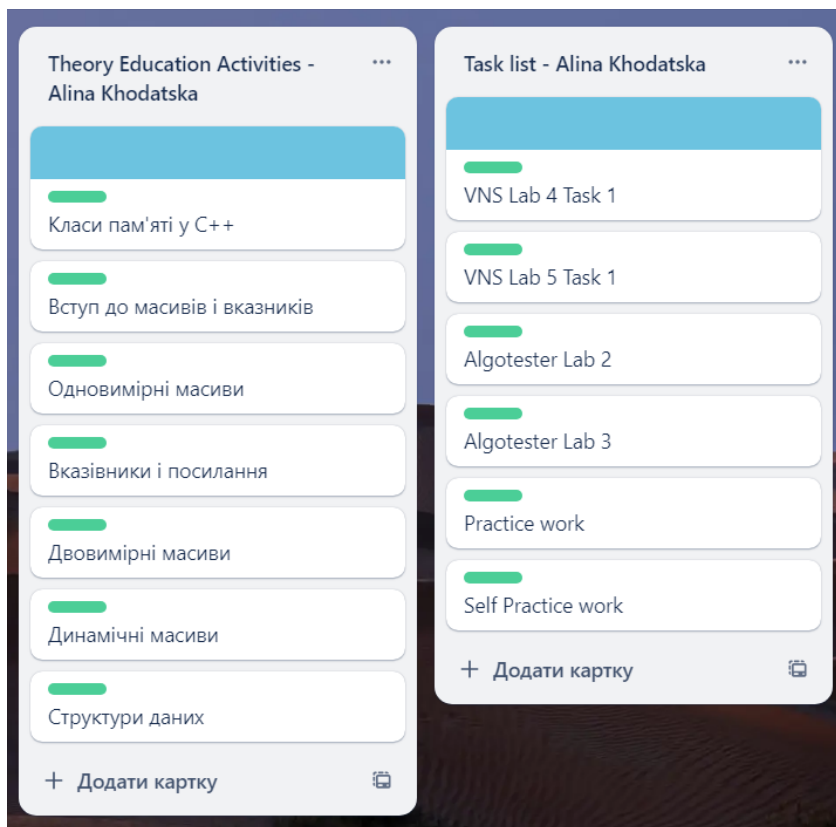 Theory Education Activities -
Alina Khodatska
Класи пам'яті у C++
Вступ до масивів і вказників
Одновимірні масиви
Вказівники і посилання
Двовимірні масиви
Динамічні масиви
Структури даних
+ Додати картку
Task list - Alina Khodatska
VNS Lab 4 Task 1
VNS Lab 5 Task 1
Algotester Lab 2
Algotester Lab 3
Practice work
Self Practice work
+ Додати картку